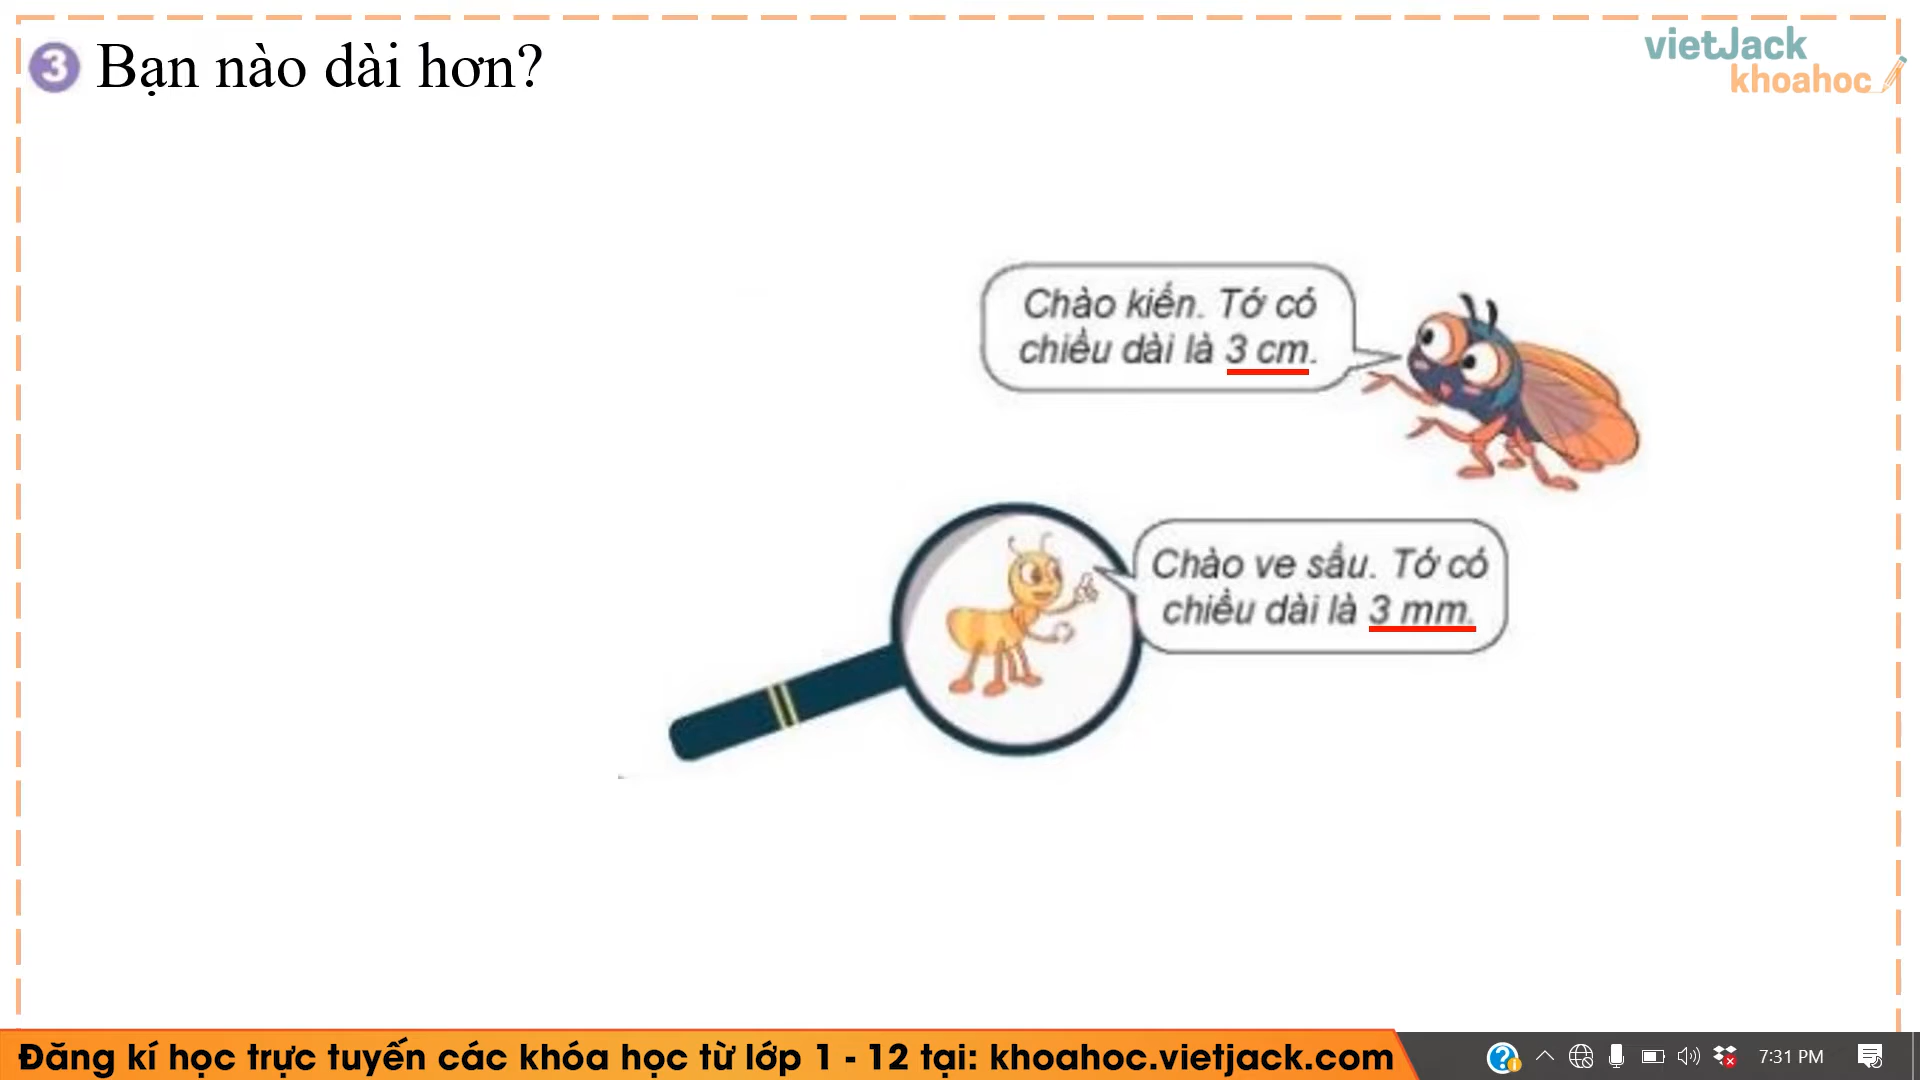 3 Bạn nào dài hơn?
vietJack
khoahoc
Chào kiến. Tớ có
chiều dài là 3 cm.
Chào ve sầu. Tớ có
chiều dài là 3 mm.
Đăng kí học trực tuyến các khóa học từ lớp 1 - 12 tại: khoahoc.vietjack.com
7:31 PM